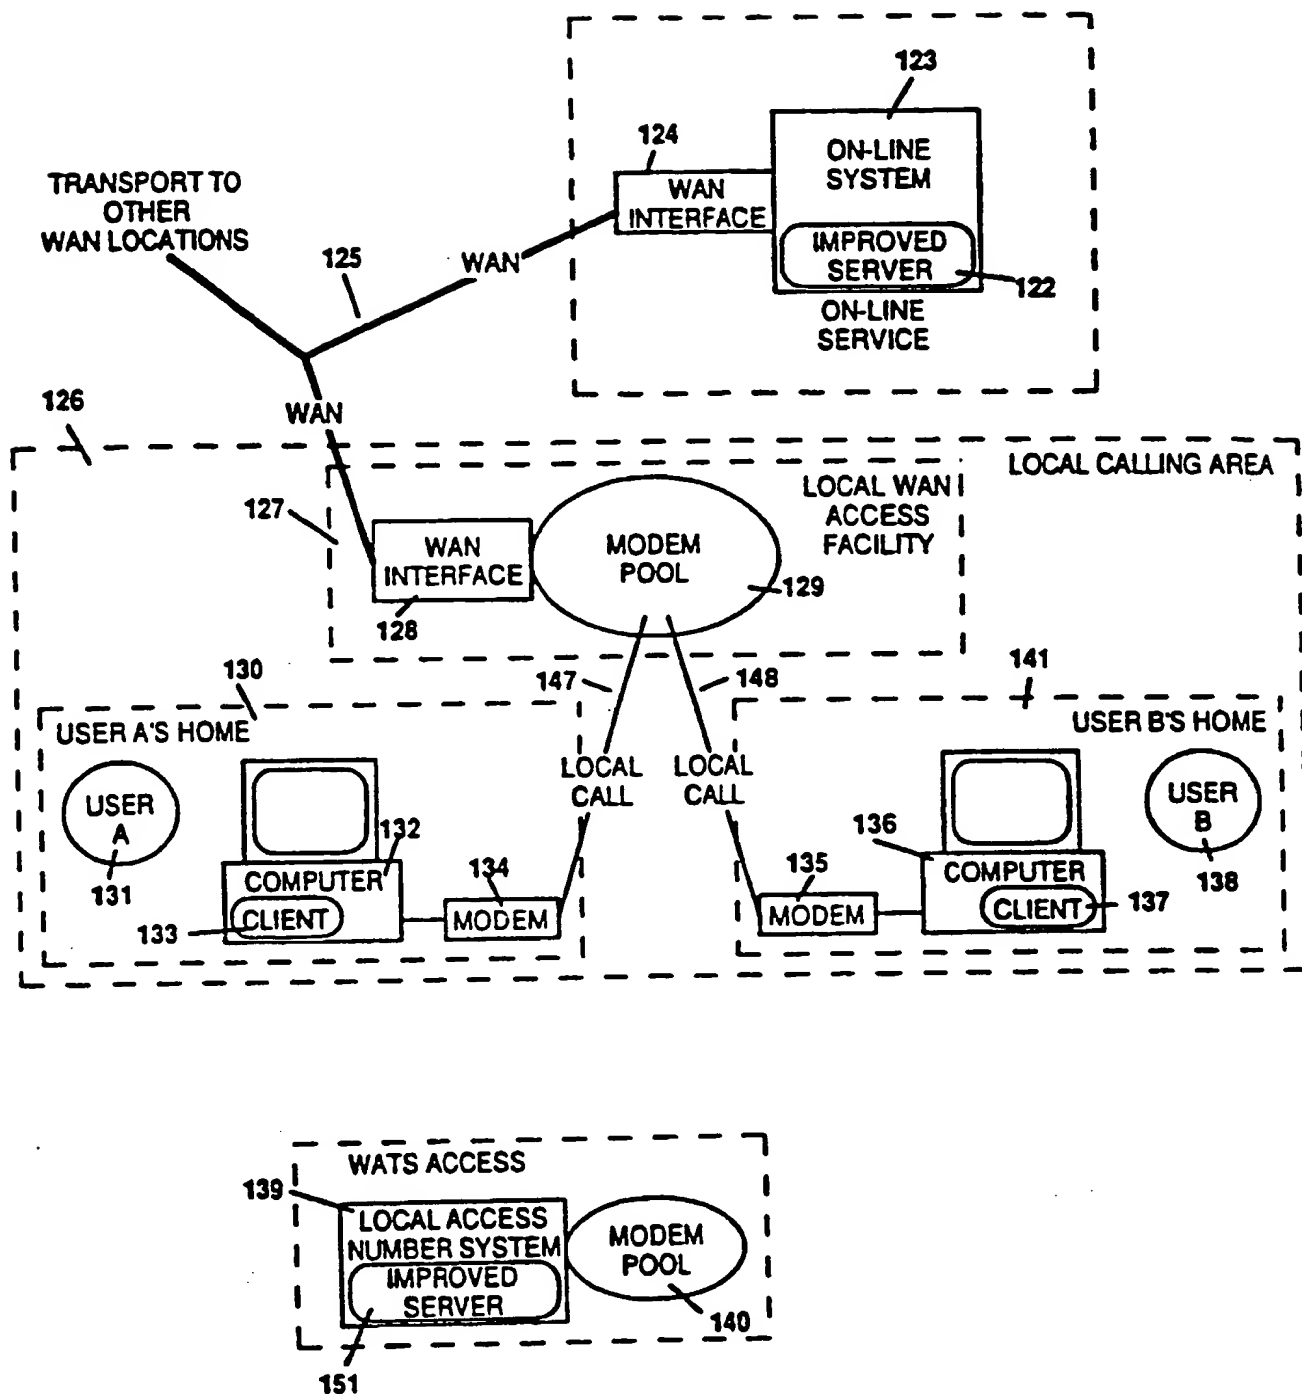 123
124
ON-LINE
SYSTEM
WAN
INTERFACE
IMPROVED
SERVER
122
ON-LINE
SERVICE
TRANSPORT TO
OTHER
WAN LOCATIONS
125
WAN
WAN
126
LOCAL CALLING AREA
127
LOCAL WAN
ACCESS
FACILITY
WAN
INTERFACE
128
MODEM
POOL
129
130
147
148
141
USER A'S HOME
USER B'S HOME
LOCAL
CALL
LOCAL
CALL
USER
A
131
132
COMPUTER
CLIENT
133
134
MODEM
135
MODEM
136
COMPUTER
CLIENT
137
USER
B
138
WATS ACCESS
139
LOCAL ACCESS
NUMBER SYSTEM
IMPROVED
SERVER
151
MODEM
POOL
140